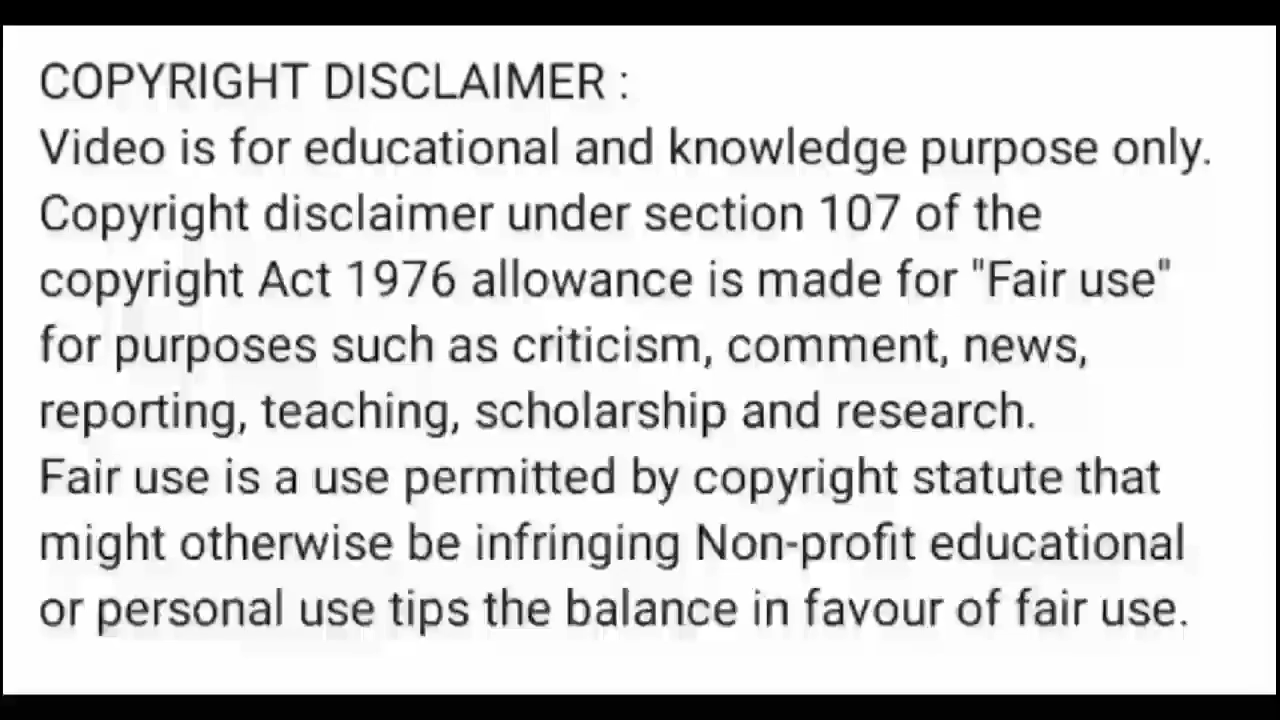 COPYRIGHT DISCLAIMER :
Video is for educational and knowledge purpose only.
Copyright disclaimer under section 107 of the
copyright Act 1976 allowance is made for "Fair use"
for purposes such as criticism, comment, news,
reporting, teaching, scholarship and research.
Fair use is a use permitted by copyright statute that
might otherwise be infringing Non-profit educational
or personal use tips the balance in favour of fair use.